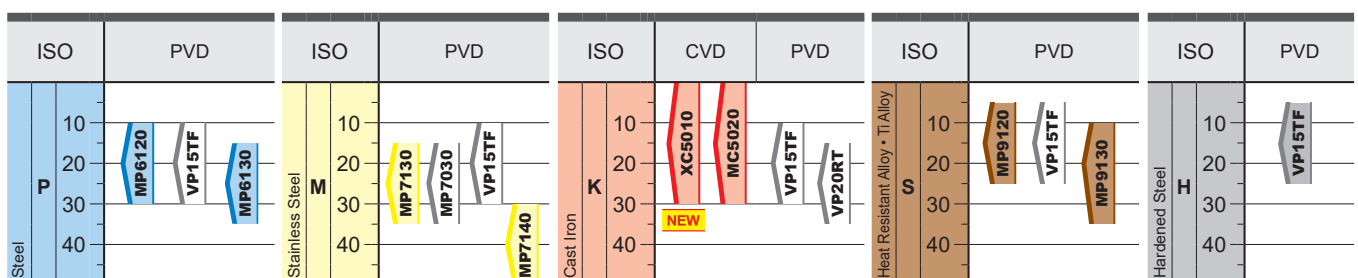 ISO PVD
Steel
P
10
20
30
40
MP6120
VP15TF
MP6130
ISO PVD
Stainless Steel
M
10
20
30
40
MP7130
MP7030
VP15TF
MP7140
ISO CVD PVD
Cast Iron
K
10
20
30
40
XC5010
MC5020
VP15TF
VP20RT
NEW
ISO PVD
Heat Resistant Alloy • Ti Alloy
S
10
20
30
40
MP9120
VP15TF
MP9130
ISO PVD
Hardened Steel
H
10
20
30
40
VP15TF